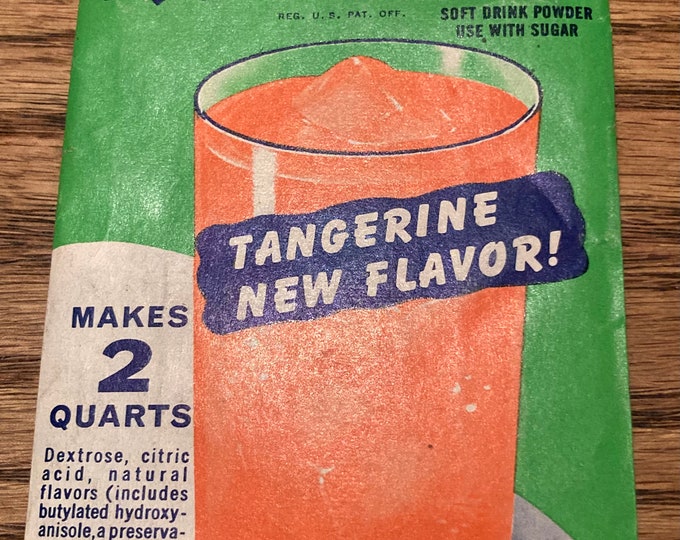 REG. U. S. PAT. OFF.
SOFT DRINK POWDER
USE WITH SUGAR
TANGERINE
NEW FLAVOR!
MAKES
2
QUARTS
Dextrose, citric
acid, natural
flavors (includes
butylated hydroxy-
anisole, a preserva-